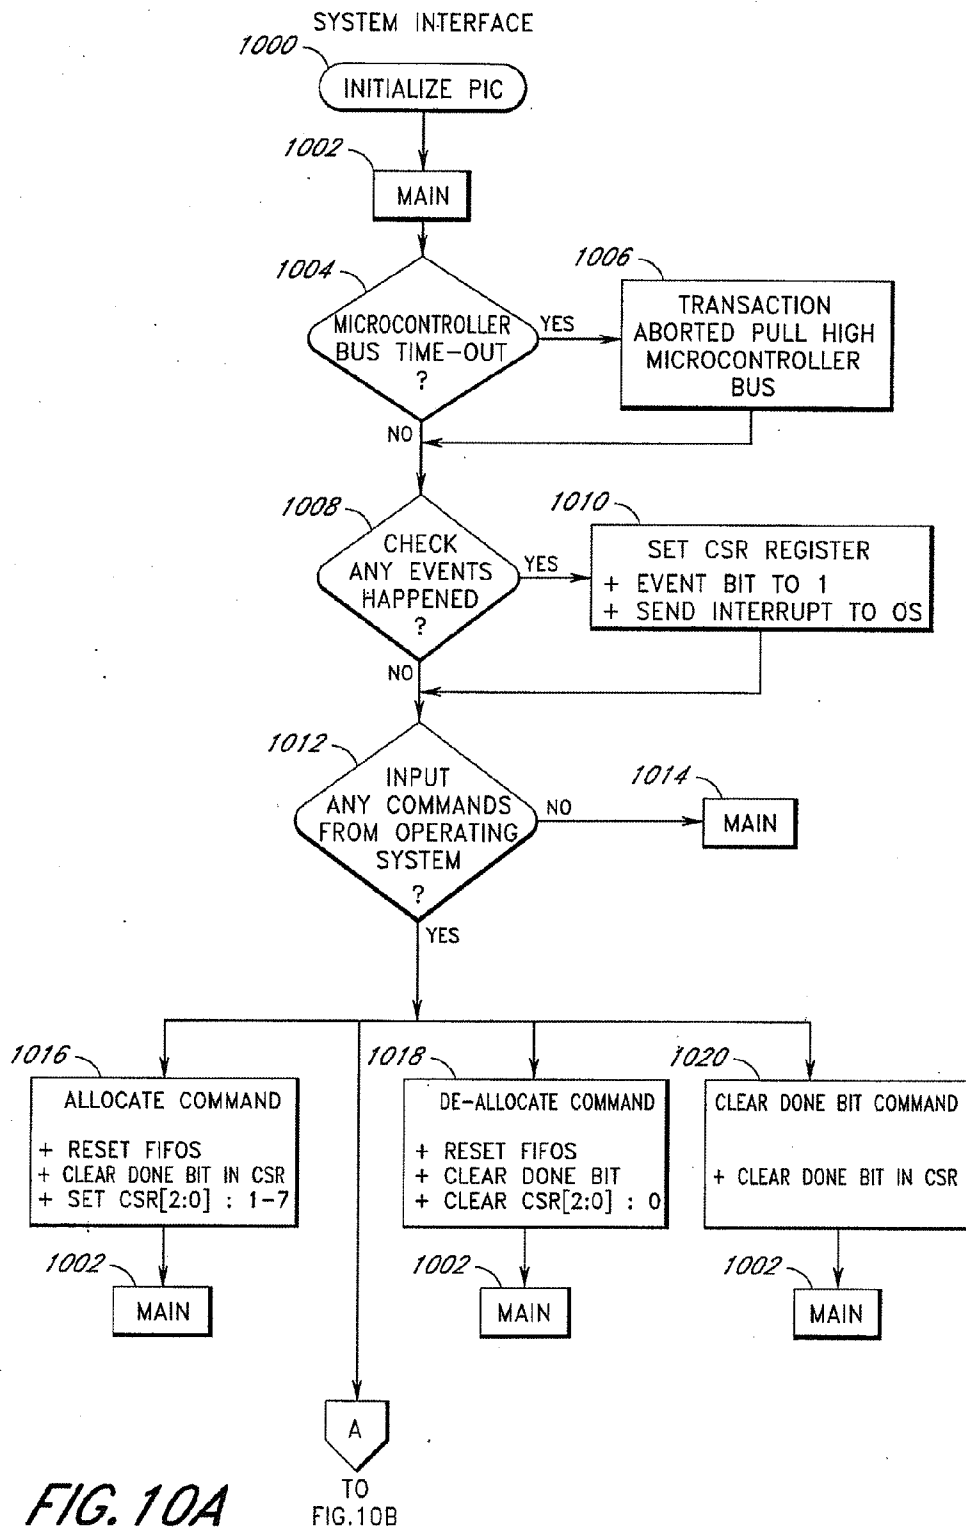 SYSTEM INTERFACE
1000
INITIALIZE PIC
1002
MAIN
1004
MICROCONTROLLER
BUS TIME-OUT
?
YES
NO
1006
TRANSACTION
ABORTED PULL HIGH
MICROCONTROLLER
BUS
1008
CHECK
ANY EVENTS
HAPPENED
?
YES
NO
1010
SET CSR REGISTER
+ EVENT BIT TO 1
+ SEND INTERRUPT TO OS
1012
INPUT
ANY COMMANDS
FROM OPERATING
SYSTEM
?
NO
YES
1014
MAIN
1016
ALLOCATE COMMAND
+ RESET FIFOS
+ CLEAR DONE BIT IN CSR
+ SET CSR[2:0] : 1-7
1002
MAIN
1018
DE-ALLOCATE COMMAND
+ RESET FIFOS
+ CLEAR DONE BIT
+ CLEAR CSR[2:0] : 0
1002
MAIN
1020
CLEAR DONE BIT COMMAND
+ CLEAR DONE BIT IN CSR
1002
MAIN
A
TO
FIG.10B
FIG. 10A